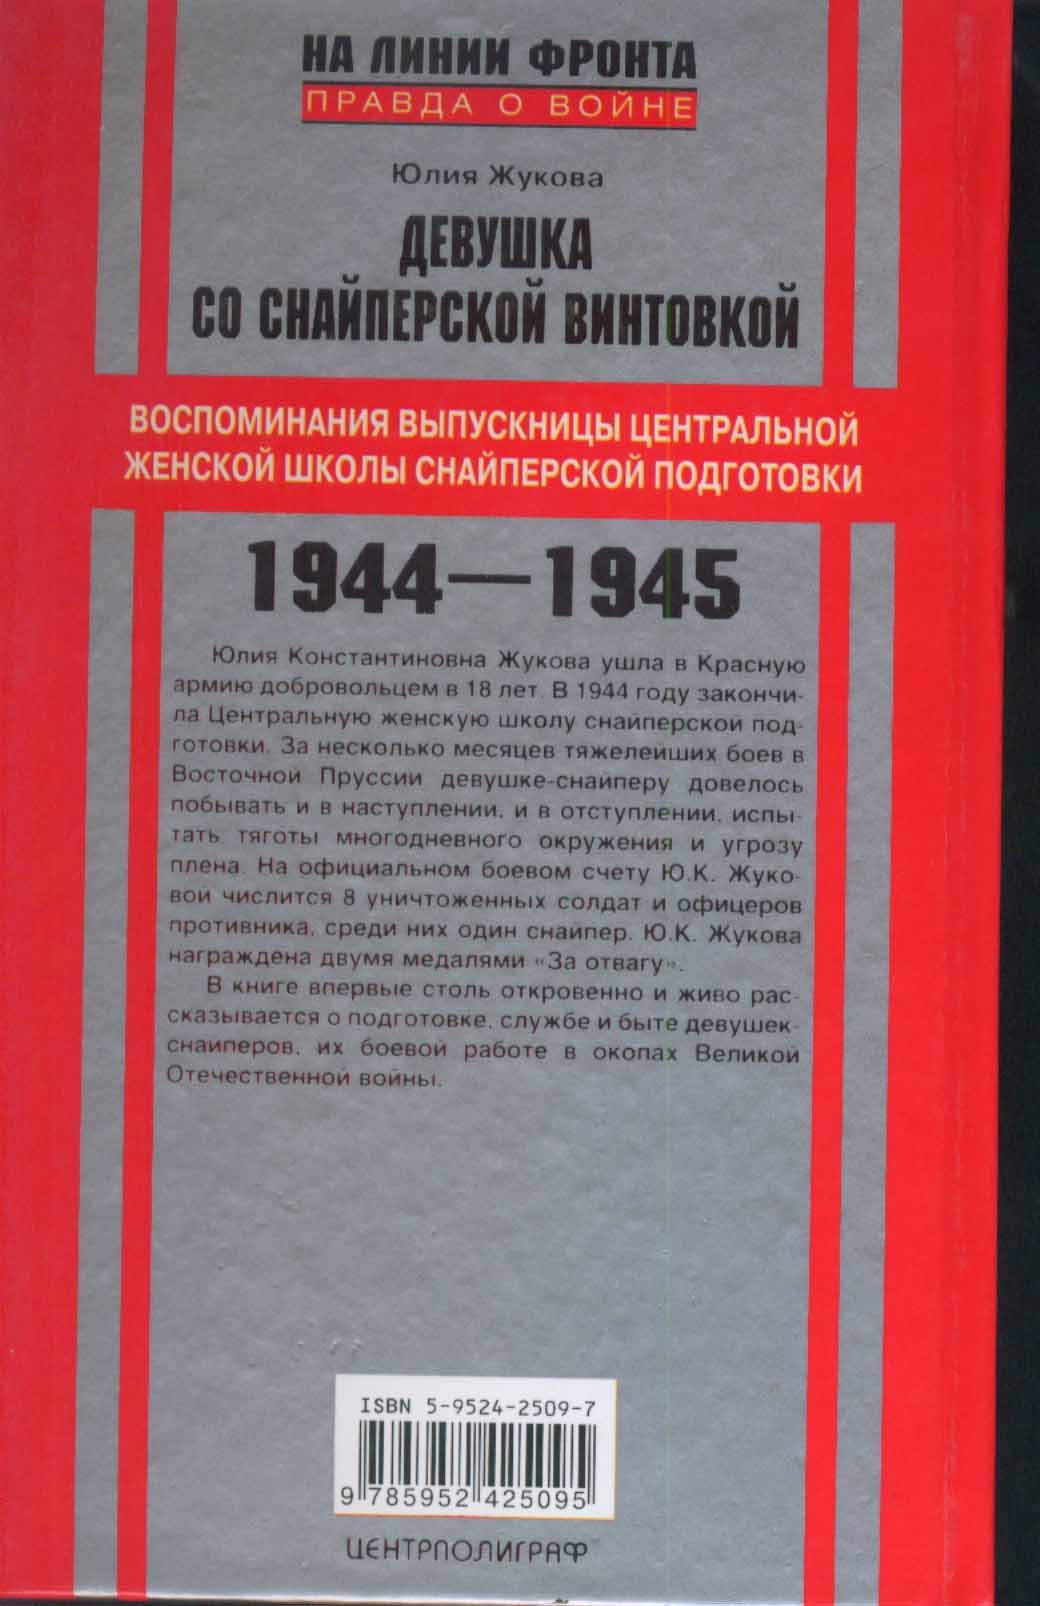 НА ЛИНИИ ФРОНТА
ПРАВДА О ВОЙНЕ
Юлия Жукова
ДЕВУШКА
СО СНАЙПЕРСКОЙ ВИНТОВКОЙ
ВОСПОМИНАНИЯ ВЫПУСКНИЦЫ ЦЕНТРАЛЬНОЙ
ЖЕНСКОЙ ШКОЛЫ СНАЙПЕРСКОЙ ПОДГОТОВКИ
1944—1945
Юлия Константиновна Жукова ушла в Красную
армию добровольцем в 18 лет. В 1944 году закончи-
ла Центральную женскую школу снайперской под-
готовки. За несколько месяцев тяжелейших боев в
Восточной Пруссии девушке-снайперу довелось
побывать и в наступлении, и в отступлении, испы-
тать тяготы многодневного окружения и угрозу
плена. На официальном боевом счету Ю.К. Жуко-
вой числится 8 уничтоженных солдат и офицеров
противника, среди них один снайпер. Ю.К. Жукова
награждена двумя медалями «За отвагу».
В книге впервые столь откровенно и живо рас-
сказывается о подготовке, службе и быте девушек-
снайперов, их боевой работе в окопах Великой
Отечественной войны.
ISBN 5-9524-2509-7
9 785952 425095
ЦЕНТРПОЛИГРАФ